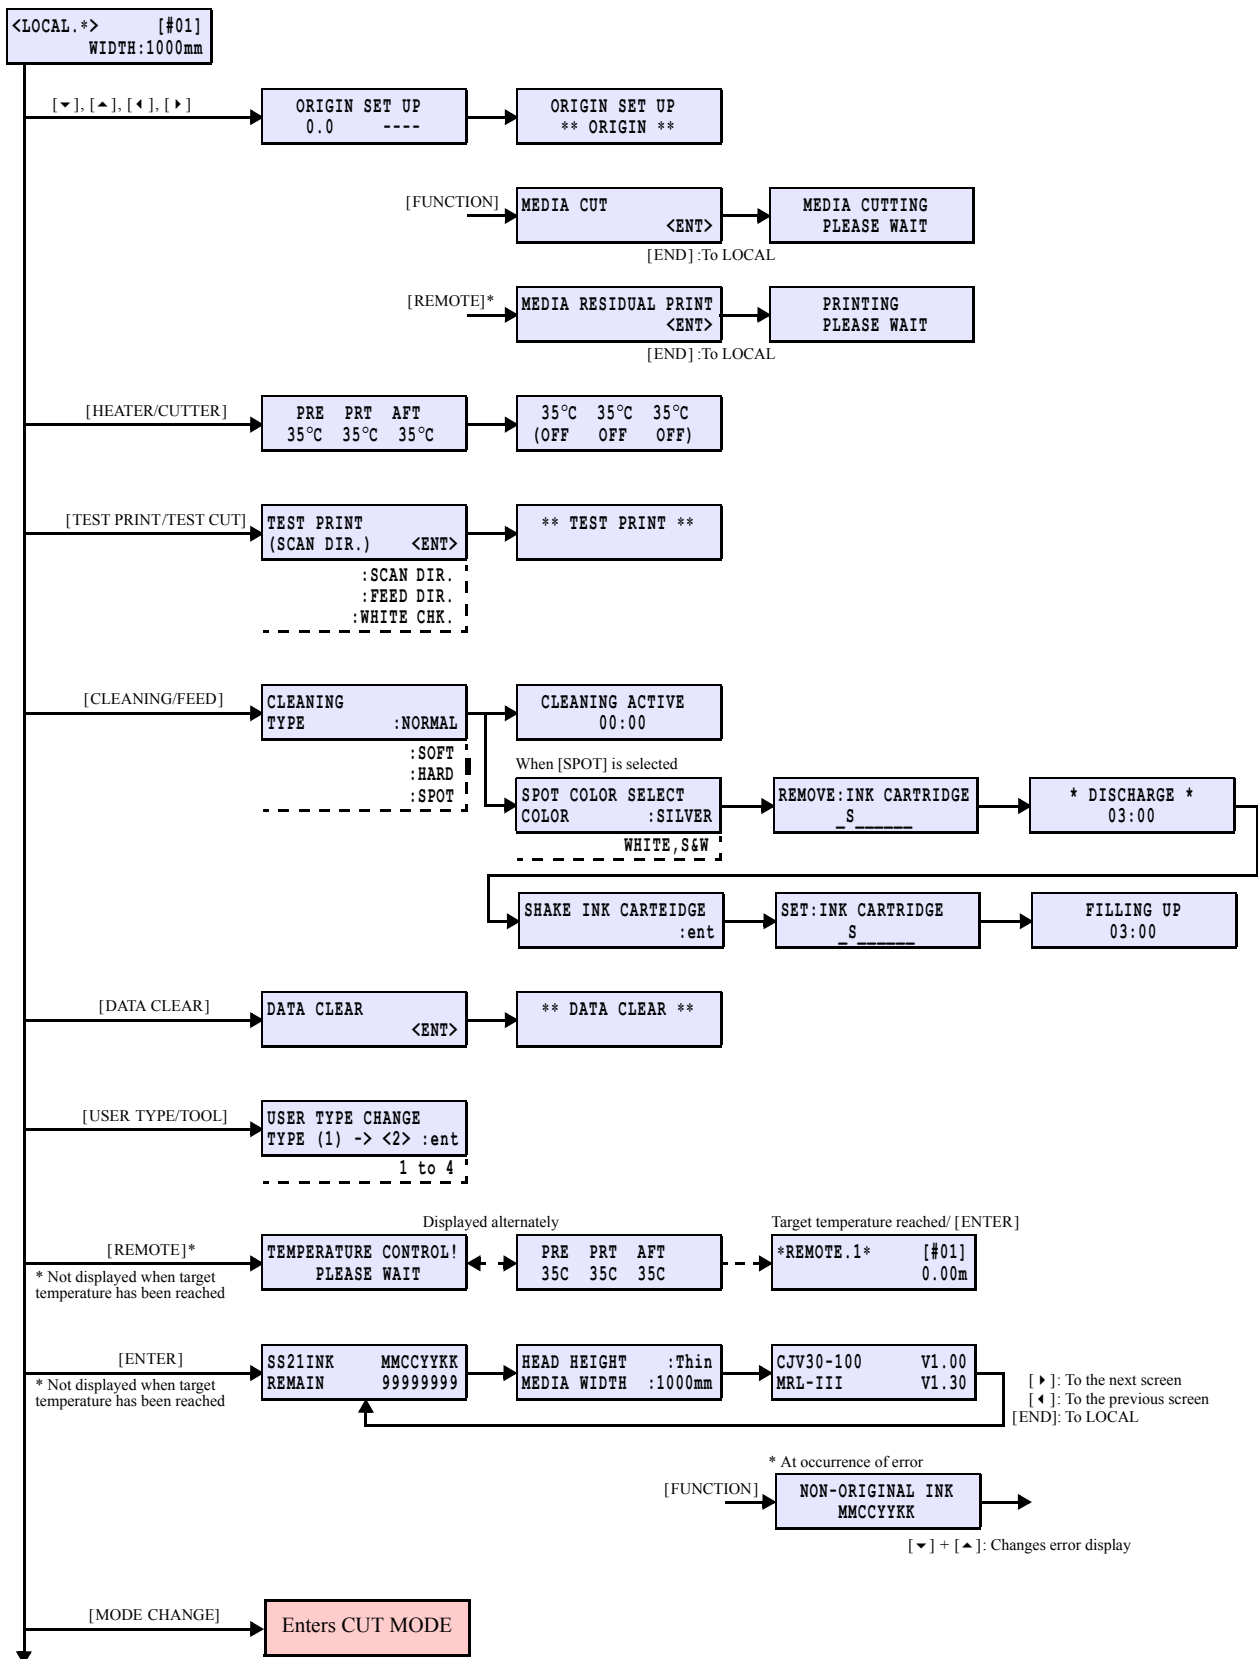 <LOCAL.*> [#01]
WIDTH:1000mm
[▼], [▲], [◀], [▶]
ORIGIN SET UP
0.0 ----
ORIGIN SET UP
** ORIGIN **
[FUNCTION]
MEDIA CUT
<ENT>
MEDIA CUTTING
PLEASE WAIT
[END] :To LOCAL
[REMOTE]*
MEDIA RESIDUAL PRINT
<ENT>
PRINTING
PLEASE WAIT
[END] :To LOCAL
[HEATER/CUTTER]
PRE PRT AFT
35°C 35°C 35°C
35°C 35°C 35°C
(OFF OFF OFF)
[TEST PRINT/TEST CUT]
TEST PRINT
(SCAN DIR.) <ENT>
** TEST PRINT **
:SCAN DIR.
:FEED DIR.
:WHITE CHK.
[CLEANING/FEED]
CLEANING
TYPE :NORMAL
CLEANING ACTIVE
00:00
:SOFT
:HARD
:SPOT
When [SPOT] is selected
SPOT COLOR SELECT
COLOR :SILVER
WHITE,S&W
REMOVE:INK CARTRIDGE
_S______
* DISCHARGE *
03:00
SHAKE INK CARTEIDGE
:ent
SET:INK CARTRIDGE
_S______
FILLING UP
03:00
[DATA CLEAR]
DATA CLEAR
<ENT>
** DATA CLEAR **
[USER TYPE/TOOL]
USER TYPE CHANGE
TYPE (1) -> <2> :ent
1 to 4
Displayed alternately
Target temperature reached/ [ENTER]
[REMOTE]*
* Not displayed when target
temperature has been reached
TEMPERATURE CONTROL!
PLEASE WAIT
PRE PRT AFT
35C 35C 35C
*REMOTE.1* [#01]
0.00m
[ENTER]
* Not displayed when target
temperature has been reached
SS21INK MMCCYYKK
REMAIN 99999999
HEAD HEIGHT :Thin
MEDIA WIDTH :1000mm
CJV30-100 V1.00
MRL-III V1.30
[▶]: To the next screen
[◀]: To the previous screen
[END]: To LOCAL
* At occurrence of error
[FUNCTION]
NON-ORIGINAL INK
MMCCYYKK
[▼] + [▲]: Changes error display
[MODE CHANGE]
Enters CUT MODE